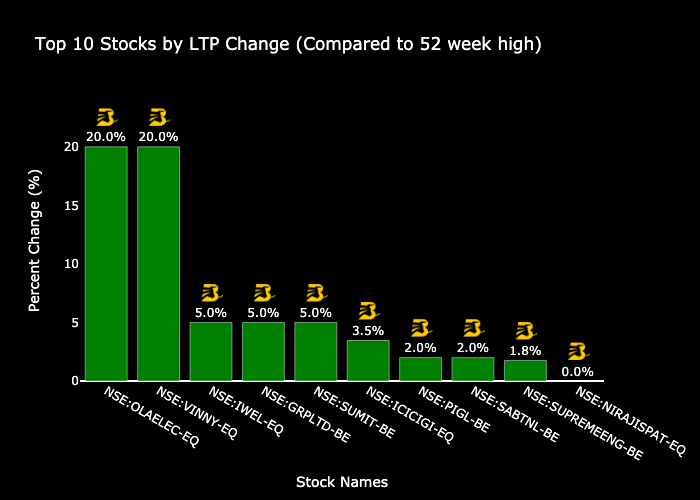 Top 10 Stocks by LTP Change (Compared to 52 week high)
Percent Change (%)
20
15
10
5
0
20.0%
20.0%
5.0%
5.0%
5.0%
3.5%
2.0%
2.0%
1.8%
0.0%
NSE:OLAELEC-EQ
NSE:VINNY-EQ
NSE:IWEL-EQ
NSE:GRPLTD-BE
NSE:SUMIT-BE
NSE:ICICIGI-EQ
NSE:PIGL-BE
NSE:SABTNL-BE
NSE:SUPREMEENG-BE
NSE:NIRAJISPAT-EQ
Stock Names